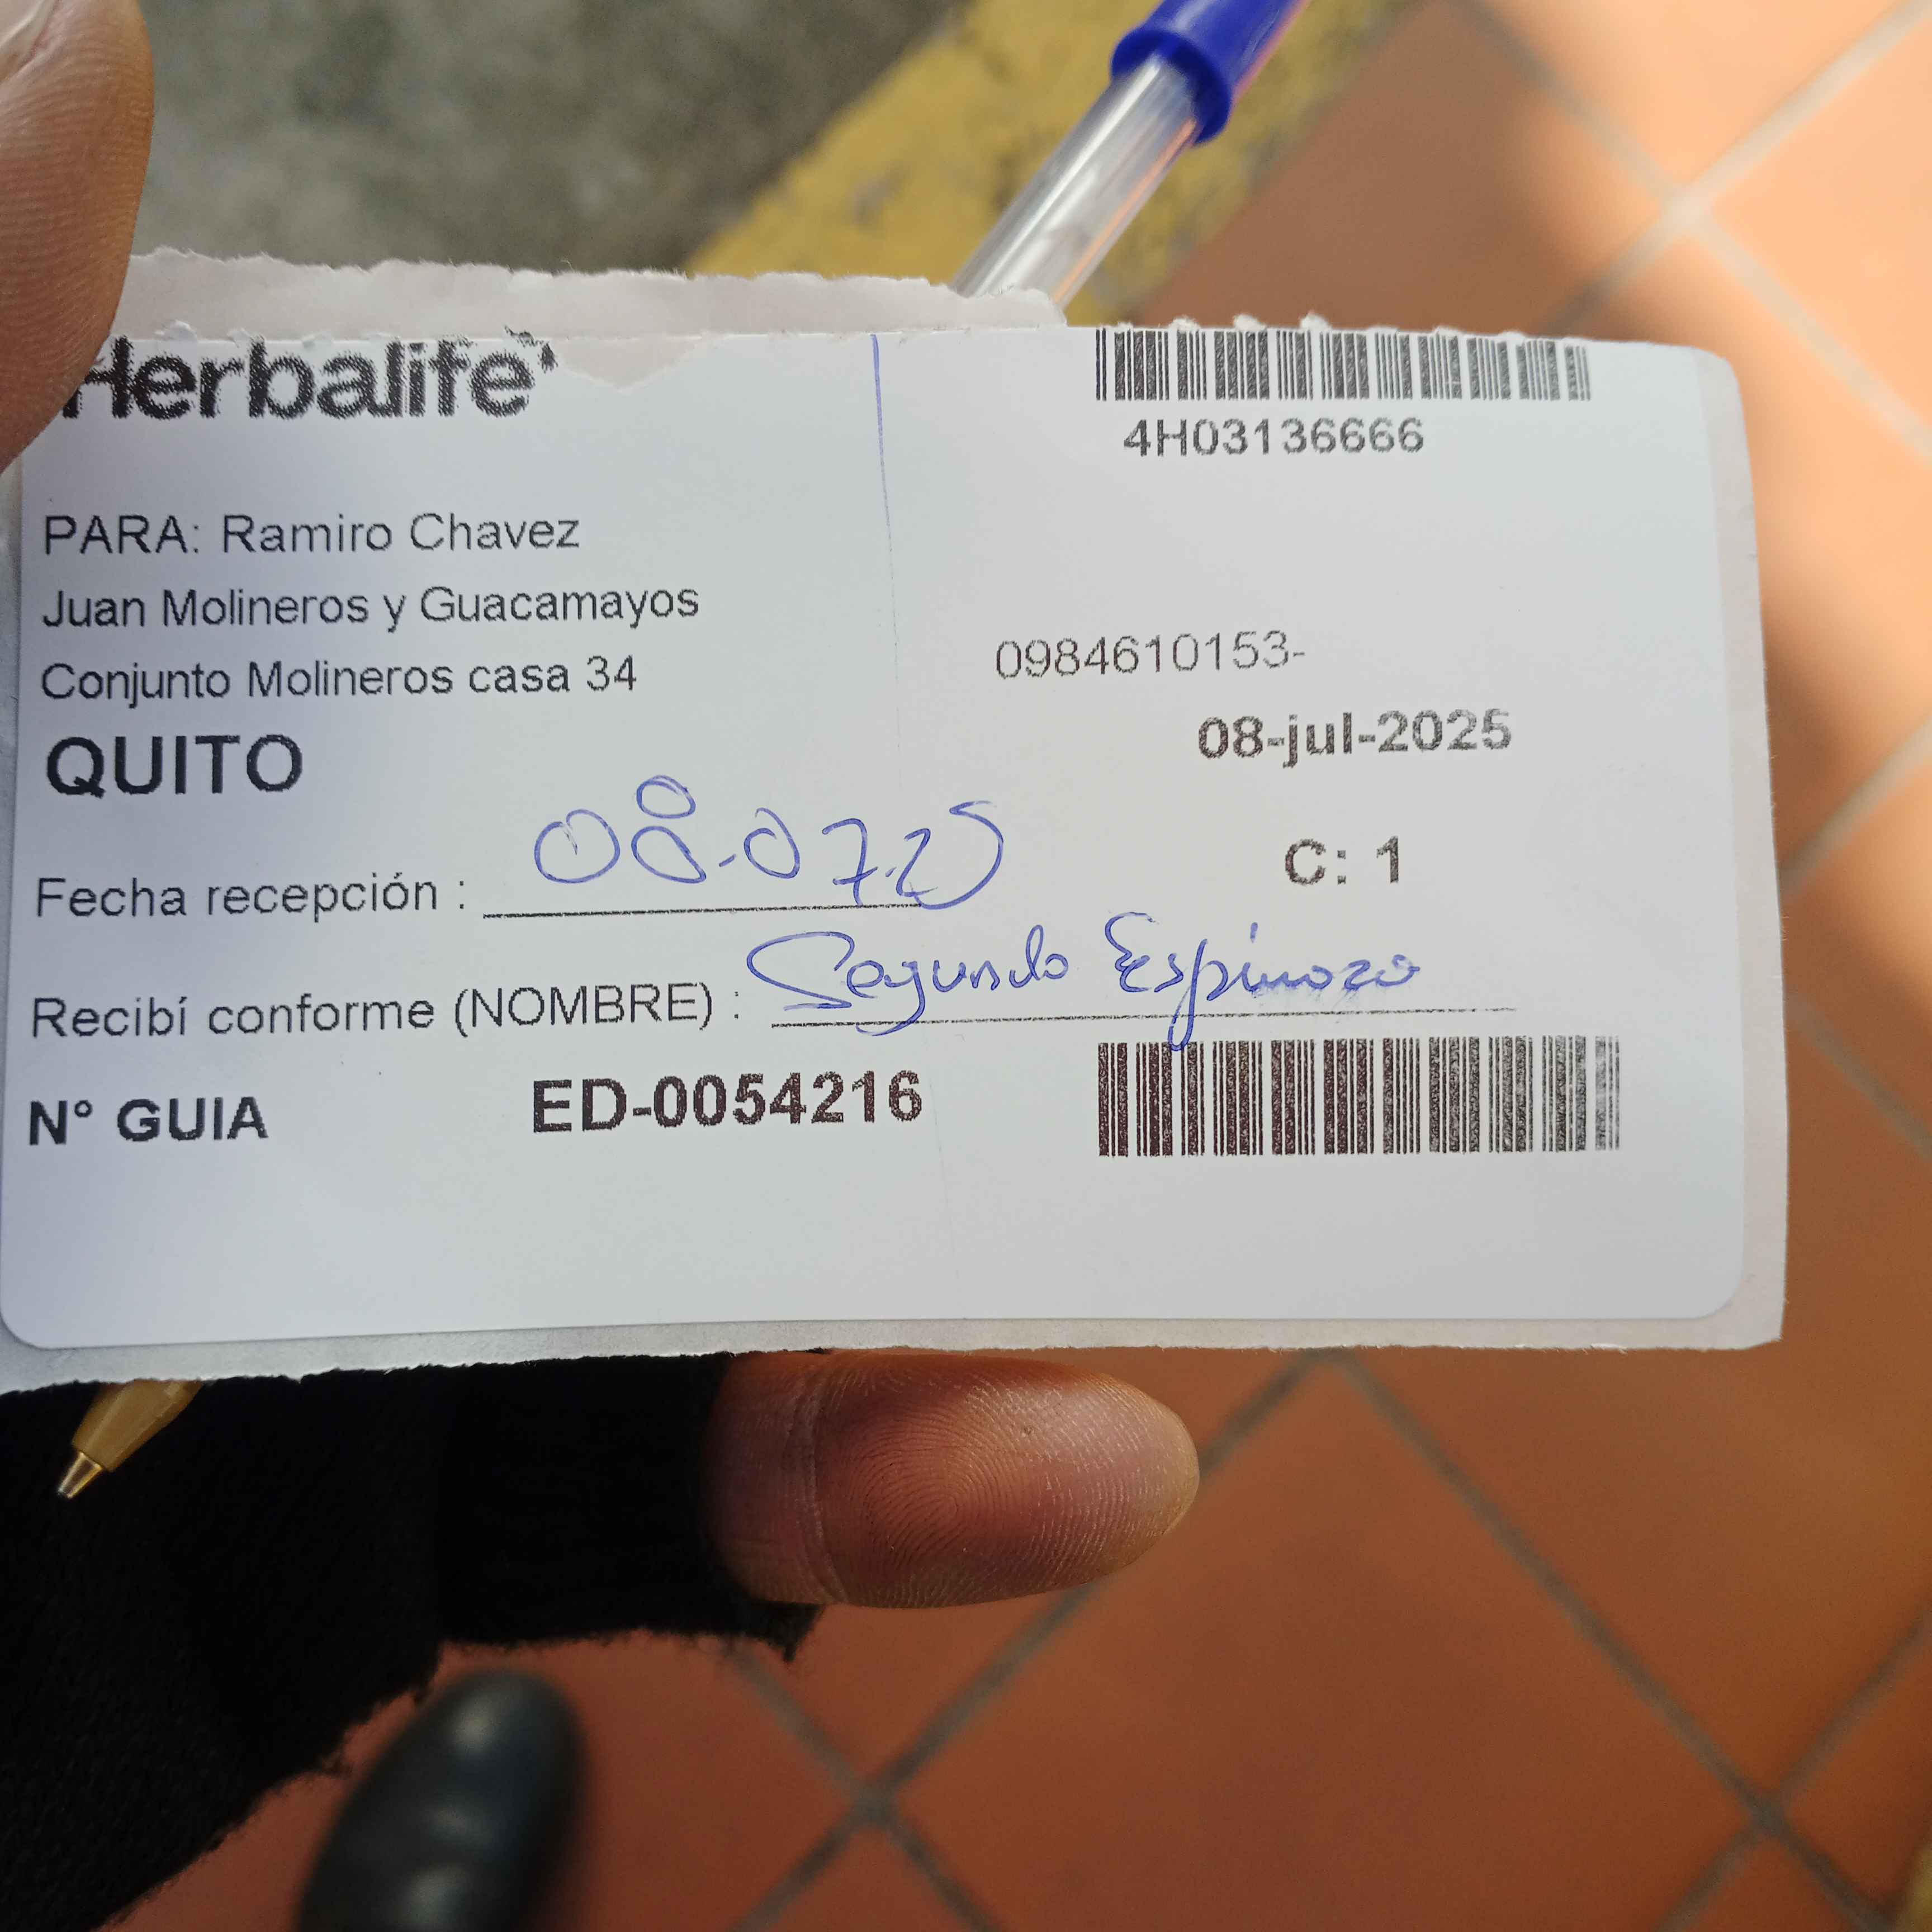 Herbalife
4H03136666
PARA: Ramiro Chavez
Juan Molineros y Guacamayos
Conjunto Molineros casa 34
0984610153-
QUITO
08-jul-2025
C: 1
Fecha recepción : 08-07-25
Recibí conforme (NOMBRE) : Segundo Espinoza
N° GUIA ED-0054216